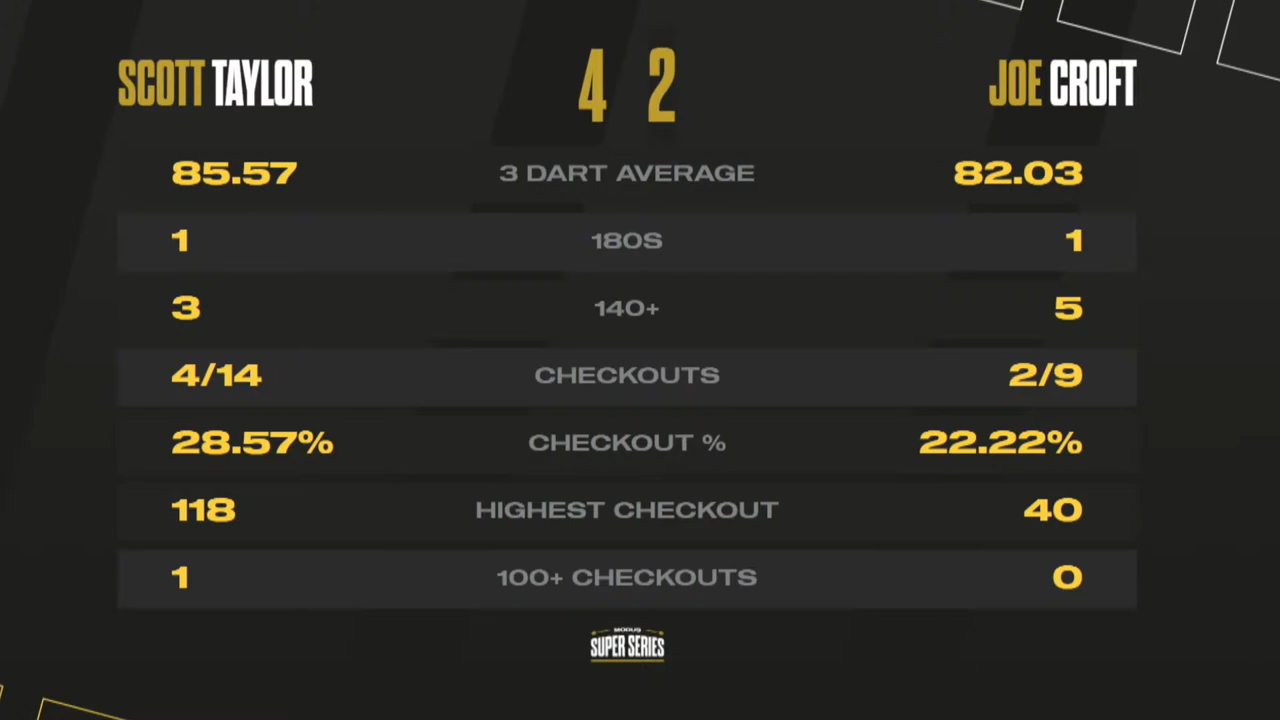 SCOTT TAYLOR 4 2 JOE CROFT
85.57 3 DART AVERAGE 82.03
1 180S 1
3 140+ 5
4/14 CHECKOUTS 2/9
28.57% CHECKOUT % 22.22%
118 HIGHEST CHECKOUT 40
1 100+ CHECKOUTS 0
MODUS
SUPER SERIES